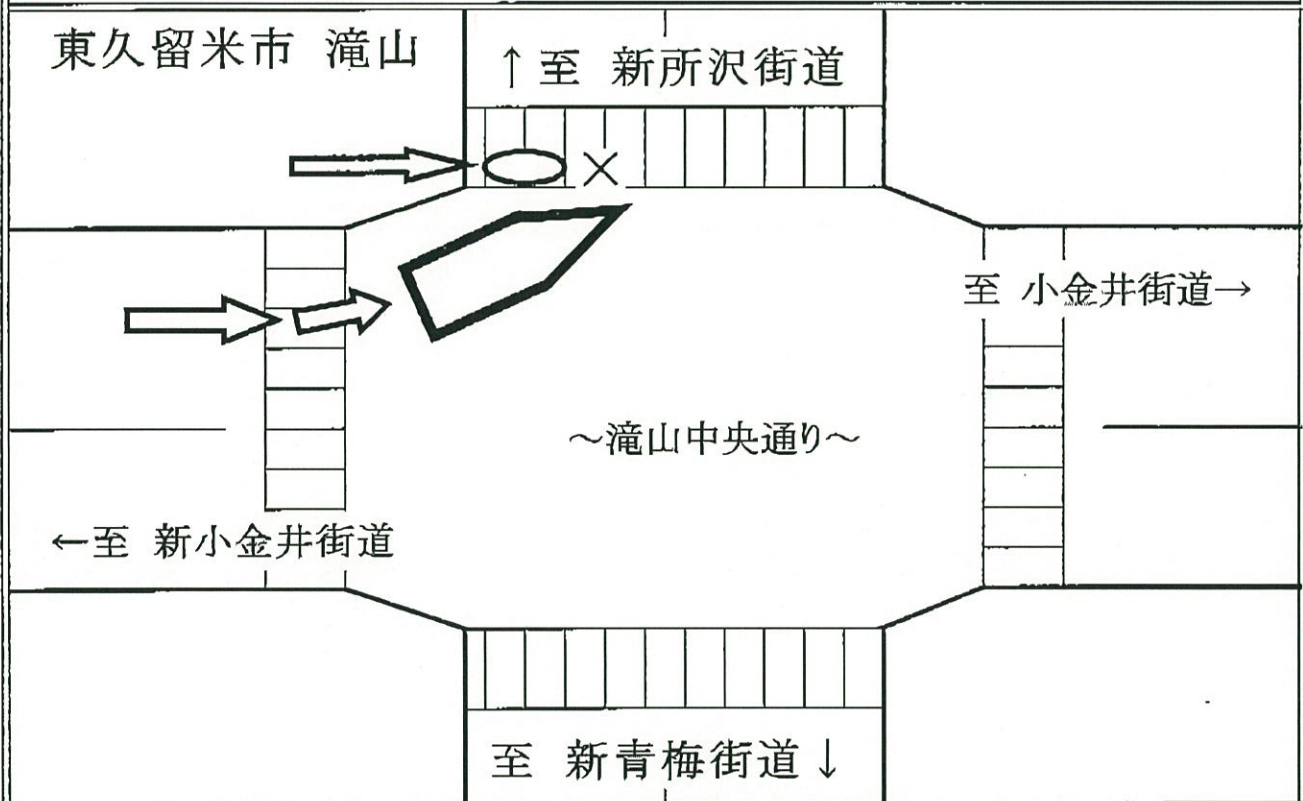 東久留米市 滝山
↑至 新所沢街道
至 小金井街道→
～滝山中央通り～
←至 新小金井街道
至 新青梅街道↓